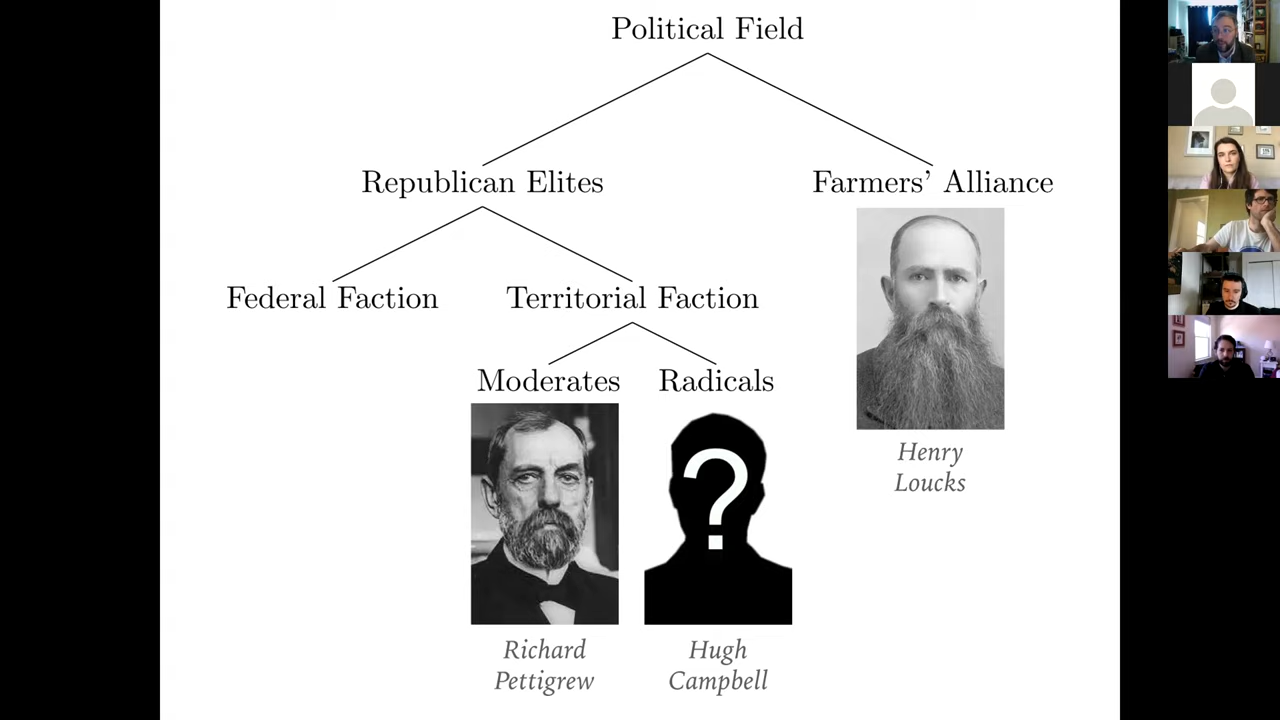 Political Field
Republican Elites
Farmers’ Alliance
Federal Faction
Territorial Faction
Moderates
Radicals
?
Henry
Loucks
Richard
Pettigrew
Hugh
Campbell